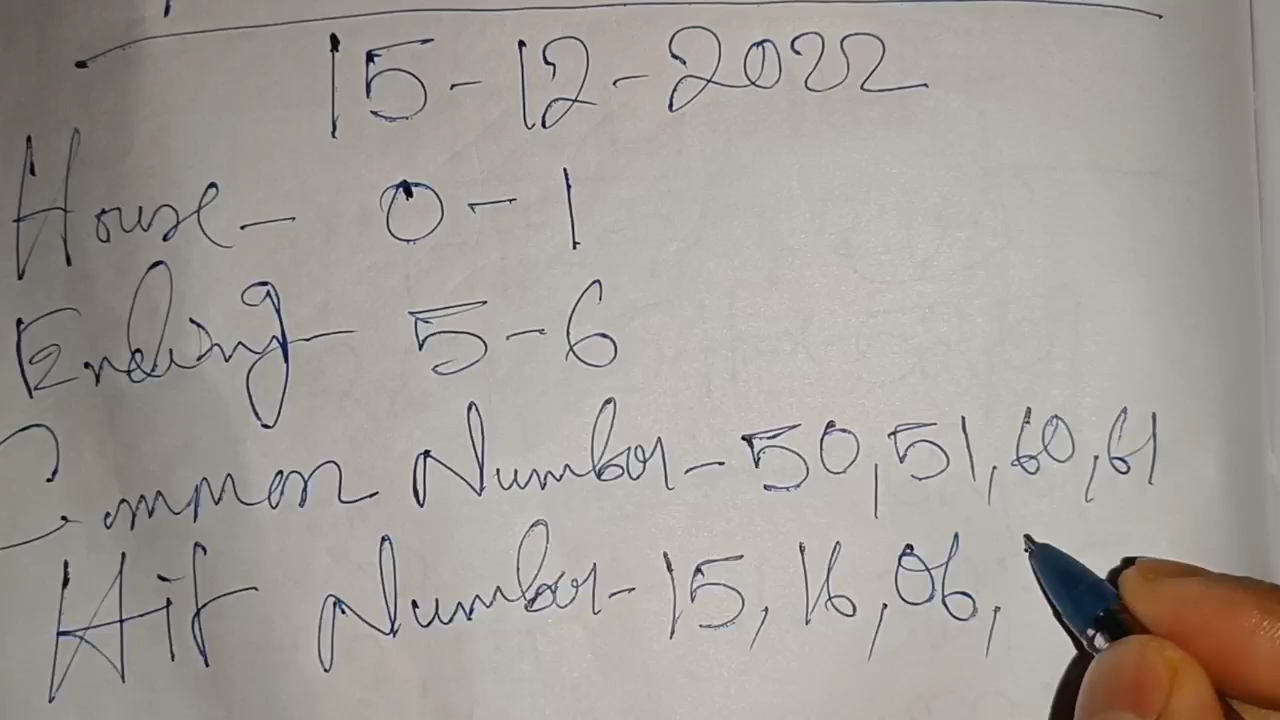 15-12-2022
House- 0-1
Ending- 5-6
Common Number-50,51,60,61
Hit Number-15,16,06,